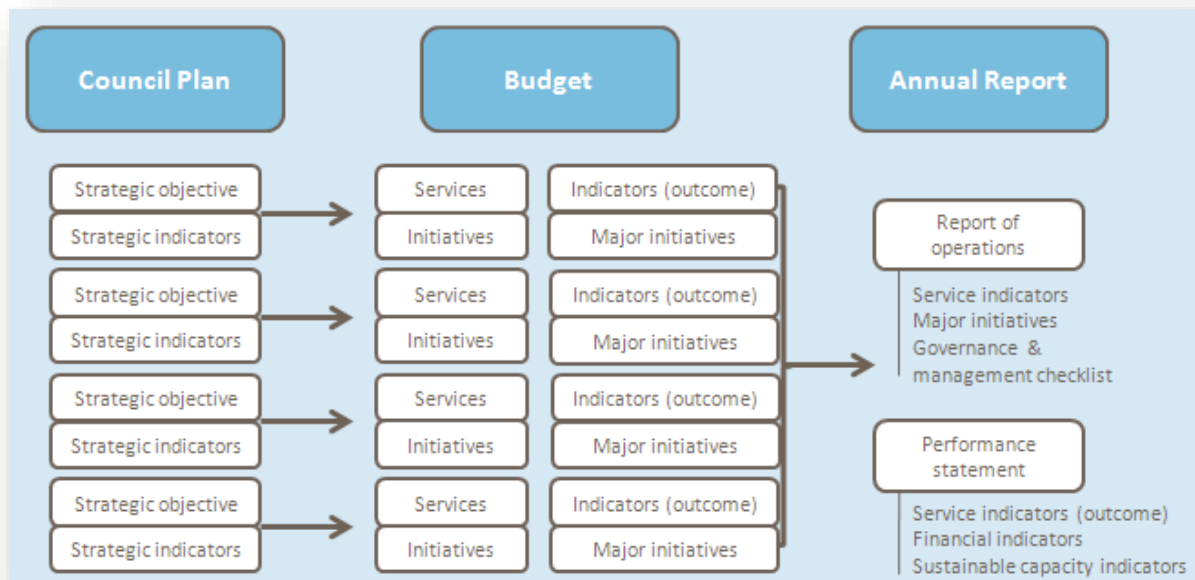 Council Plan
Budget
Annual Report
Strategic objective
Strategic indicators
Services
Initiatives
Indicators (outcome)
Major initiatives
Strategic objective
Strategic indicators
Services
Initiatives
Indicators (outcome)
Major initiatives
Strategic objective
Strategic indicators
Services
Initiatives
Indicators (outcome)
Major initiatives
Strategic objective
Strategic indicators
Services
Initiatives
Indicators (outcome)
Major initiatives
Report of
operations
Service indicators
Major initiatives
Governance &
management checklist
Performance
statement
Service indicators (outcome)
Financial indicators
Sustainable capacity indicators